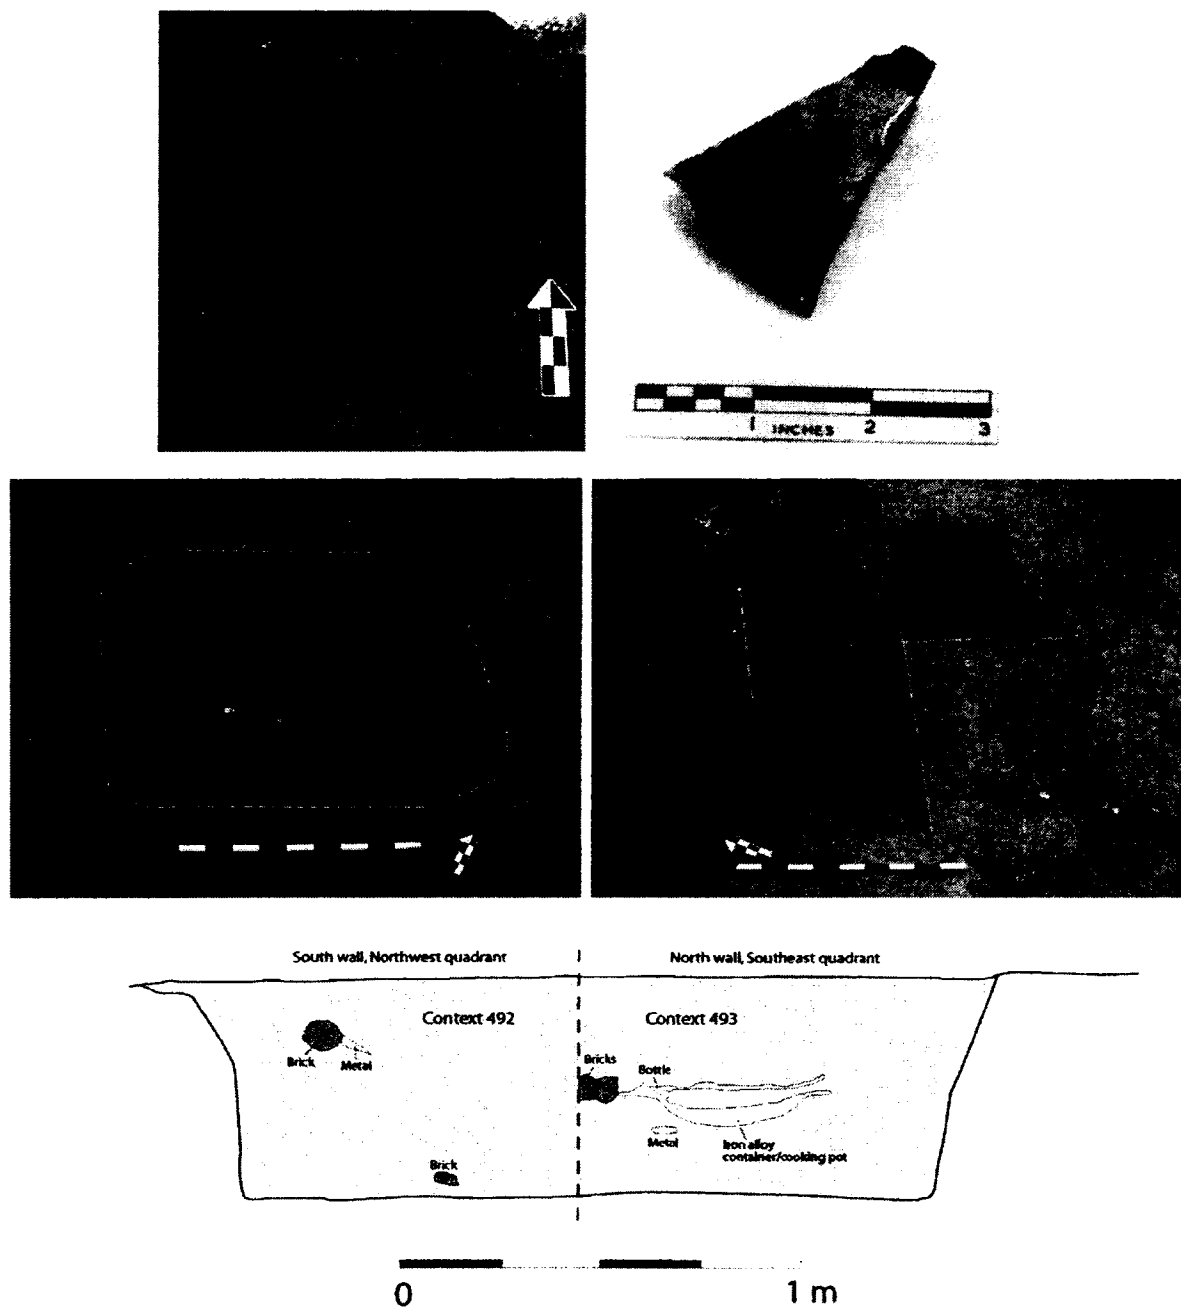 1 INCHES 2 3
South wall, Northwest quadrant
North wall, Southeast quadrant
Context 492
Context 493
Brick
Metal
Bricks
Bottle
Metal
Iron alloy
container/cooking pot
Brick
0 1 m